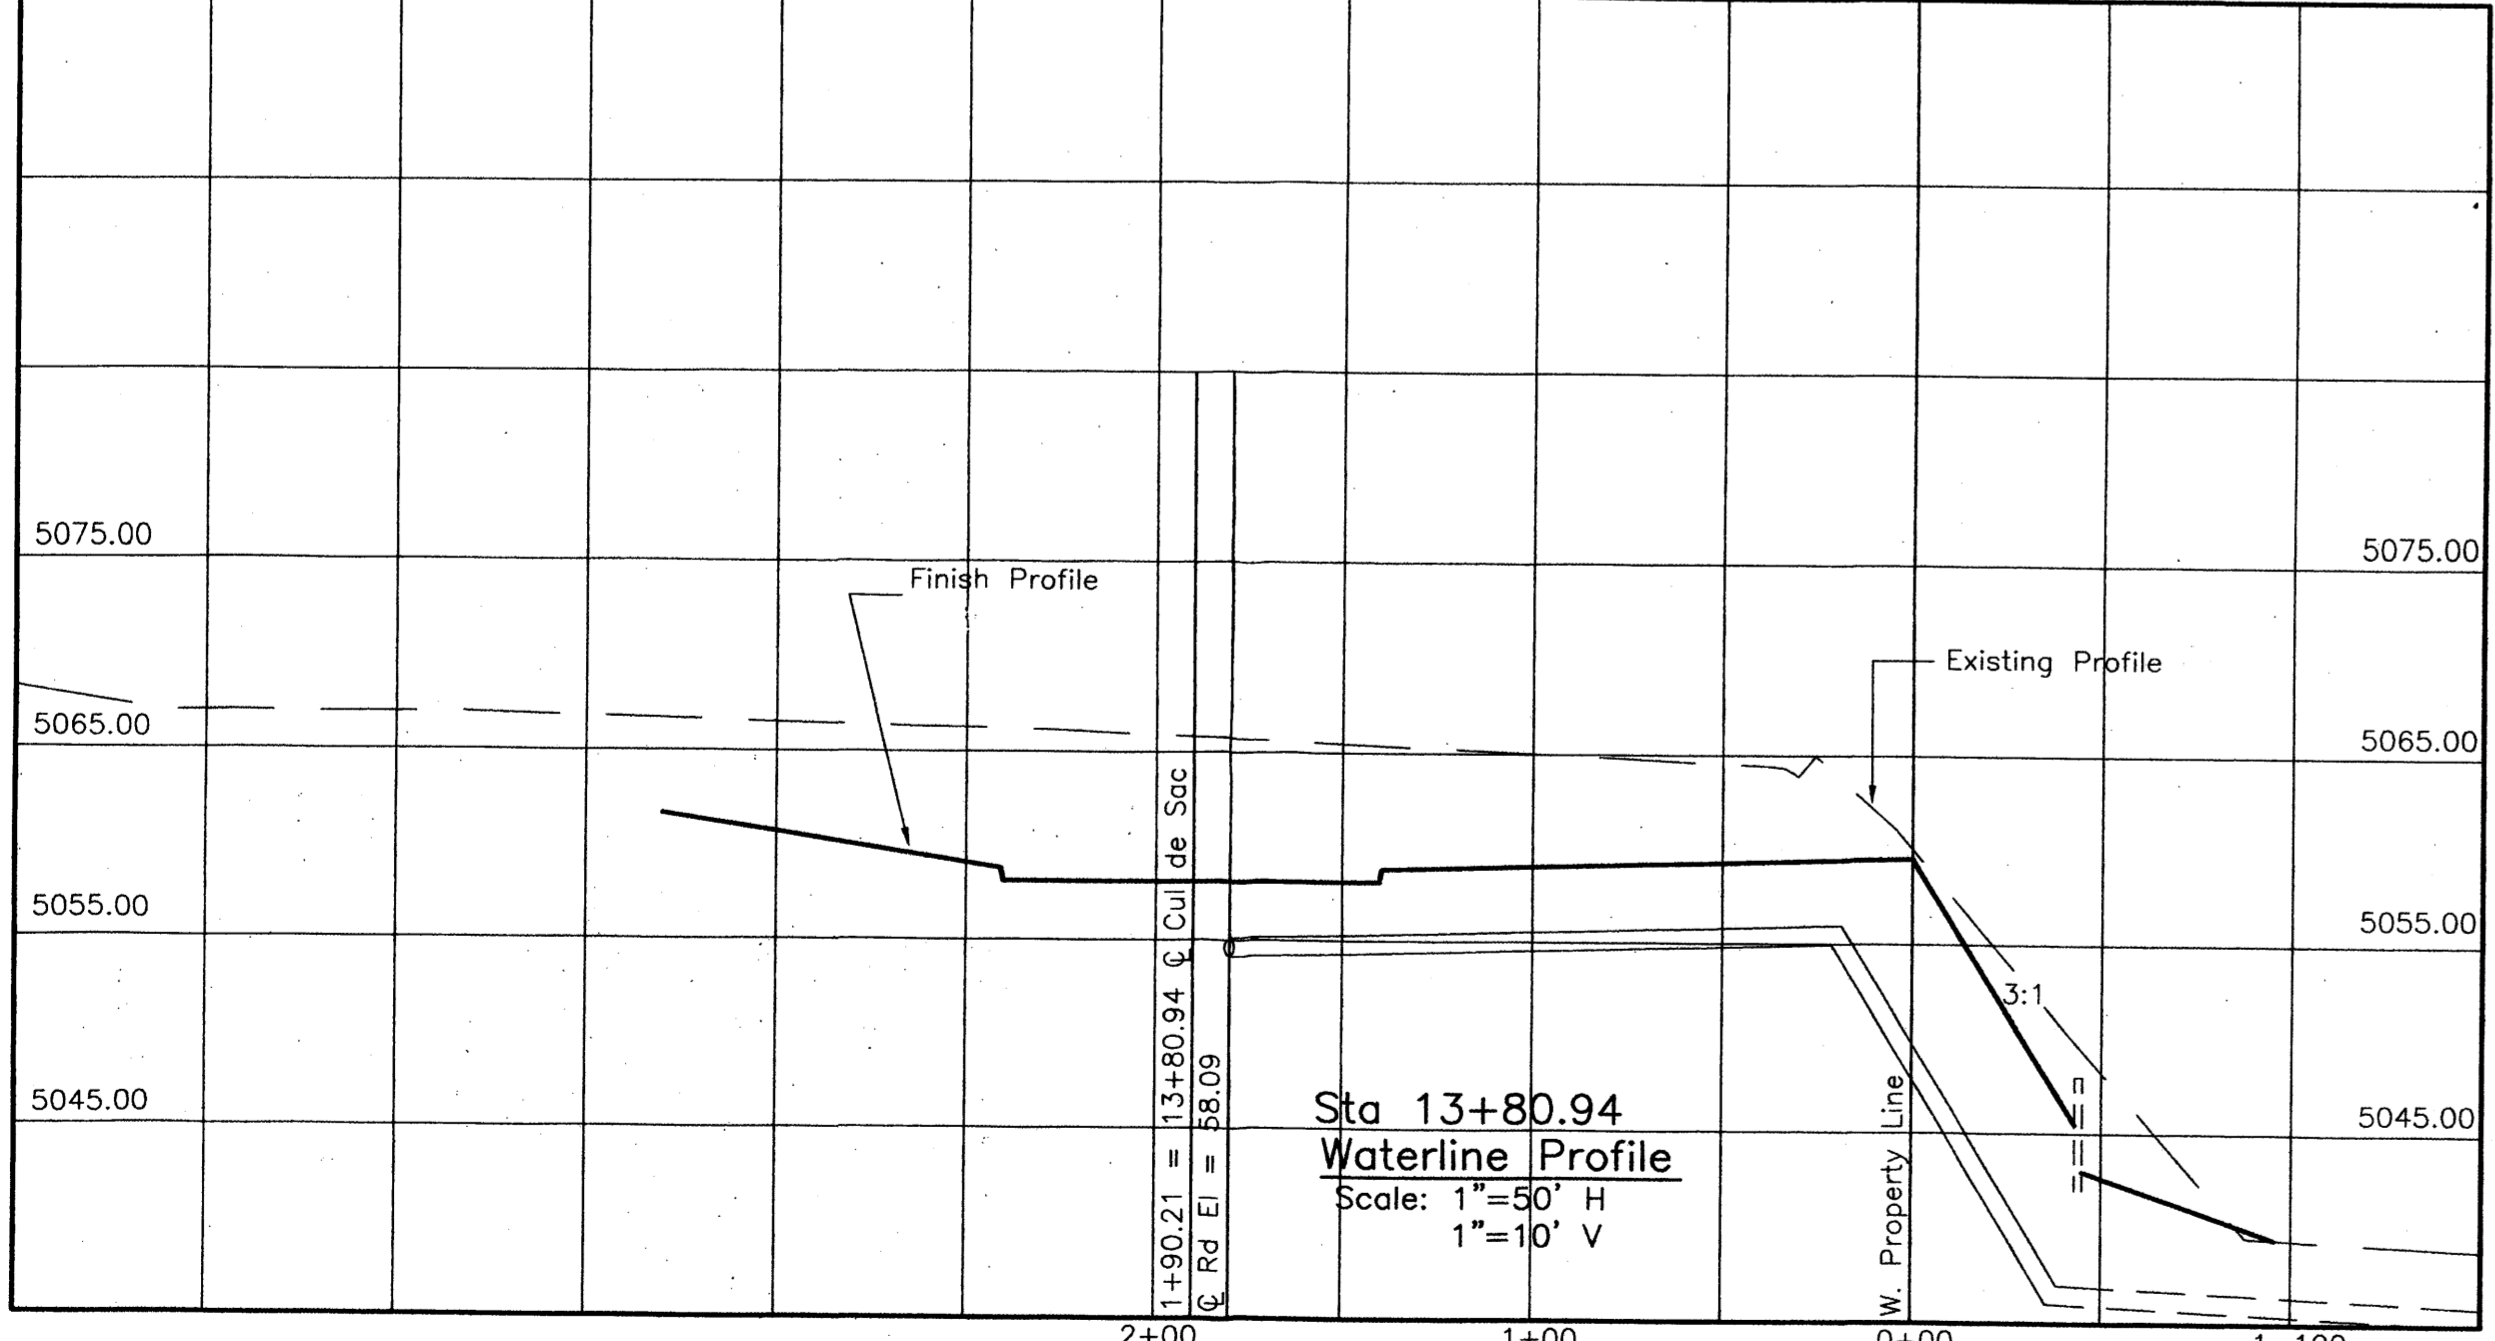 5075.00
5075.00
Finish Profile
Existing Profile
5065.00
5065.00
5055.00
5055.00
3:1
5045.00
5045.00
1+90.21 = 13+80.94 ℄ Cul de Sac
℄ Rd El = 58.09
Sta 13+80.94
Waterline Profile
Scale: 1"=50' H
1"=10' V
W. Property Line
2+00
1+00
0+00